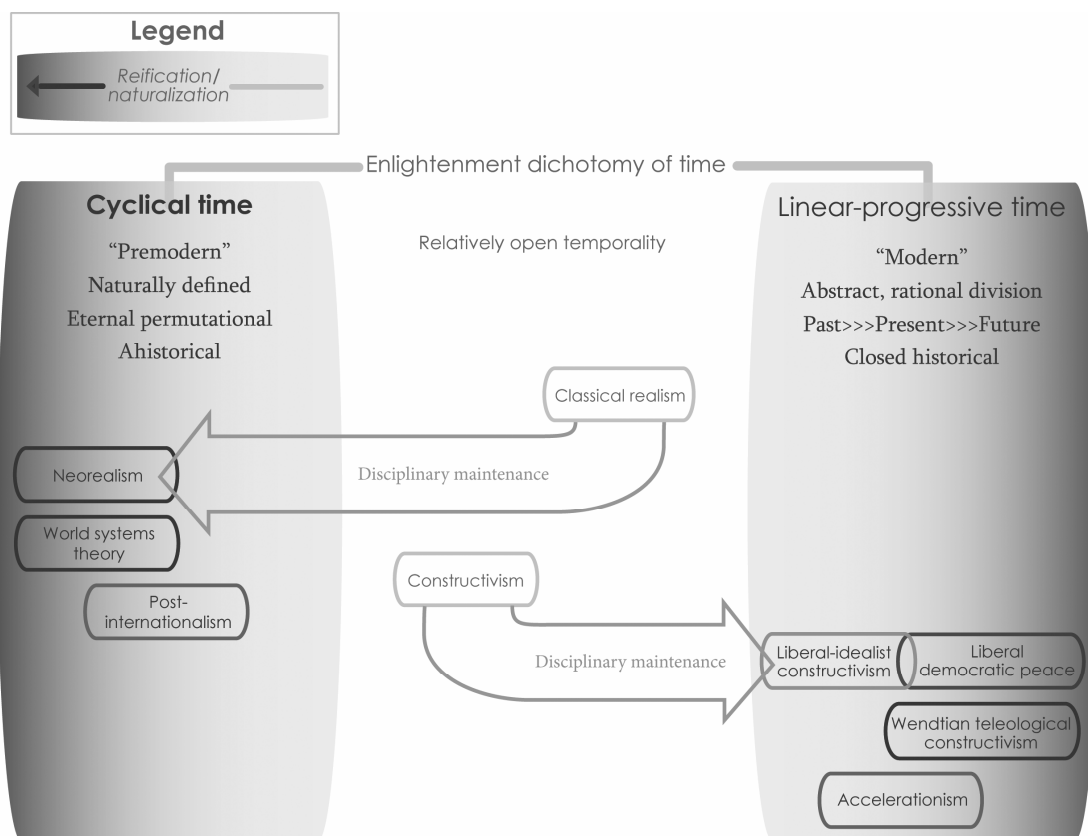 Legend
Reification/
naturalization
Enlightenment dichotomy of time
Cyclical time
“Premodern”
Naturally defined
Eternal permutational
Ahistorical
Relatively open temporality
Linear-progressive time
“Modern”
Abstract, rational division
Past>>>Present>>>Future
Closed historical
Classical realism
Disciplinary maintenance
Neorealism
World systems
theory
Post-
internationalism
Constructivism
Disciplinary maintenance
Liberal-idealist
constructivism
Liberal
democratic peace
Wendtian teleological
constructivism
Accelerationism